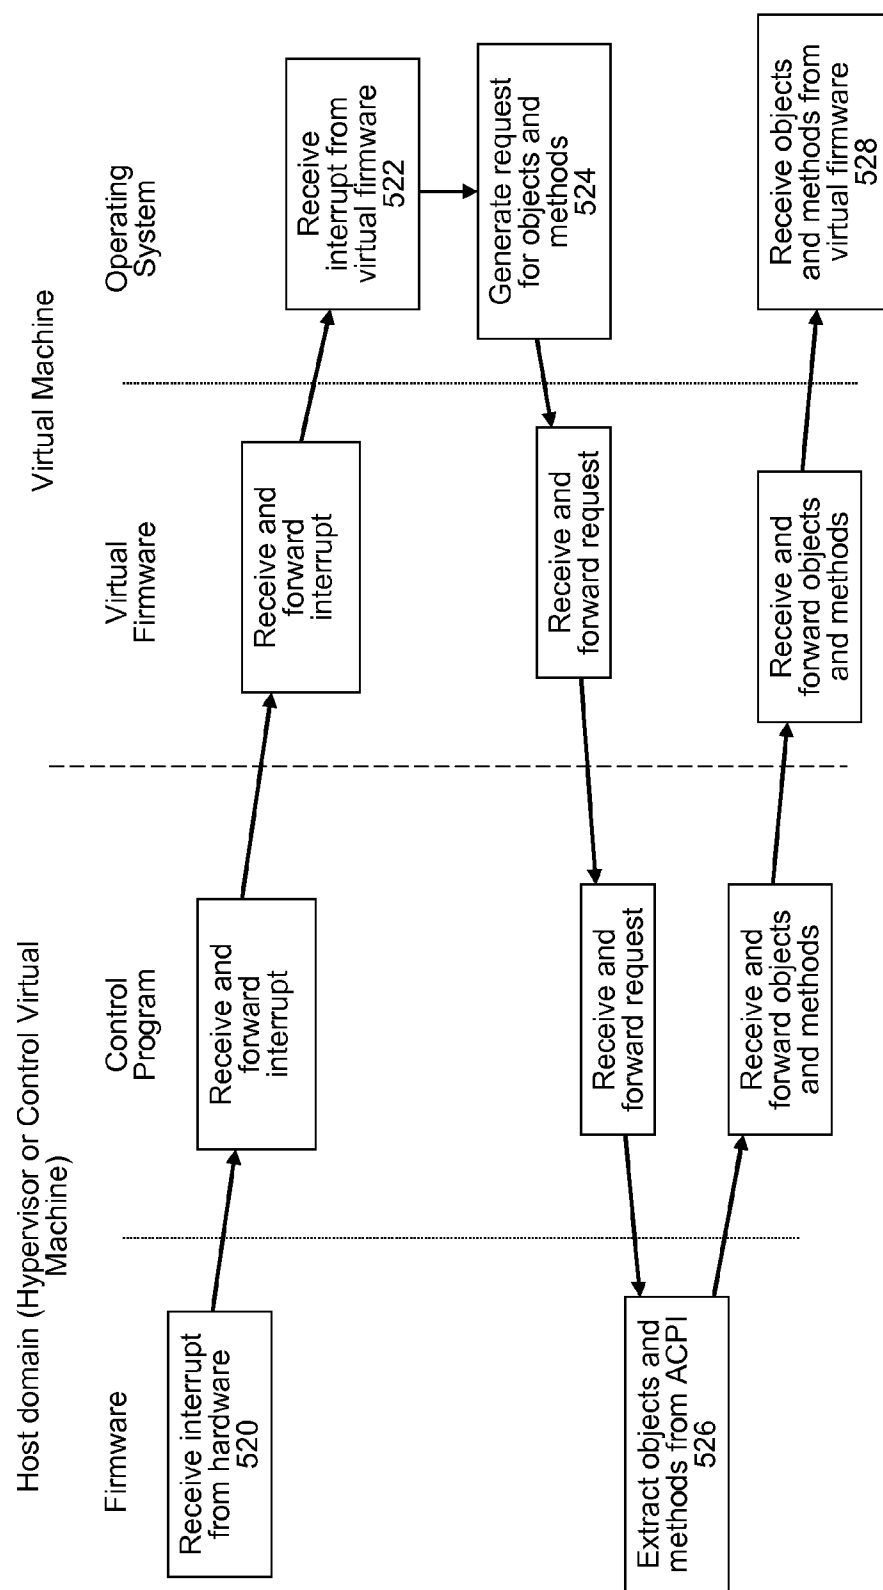 Host domain (Hypervisor or Control Virtual
Machine)
Virtual Machine
Firmware
Control
Program
Virtual
Firmware
Operating
System
Receive interrupt
from hardware
520
Receive and
forward
interrupt
Receive and
forward
interrupt
Receive
interrupt from
virtual firmware
522
Generate request
for objects and
methods
524
Receive and
forward request
Receive and
forward request
Extract objects and
methods from ACPI
526
Receive and
forward objects
and methods
Receive and
forward objects
and methods
Receive objects
and methods from
virtual firmware
528